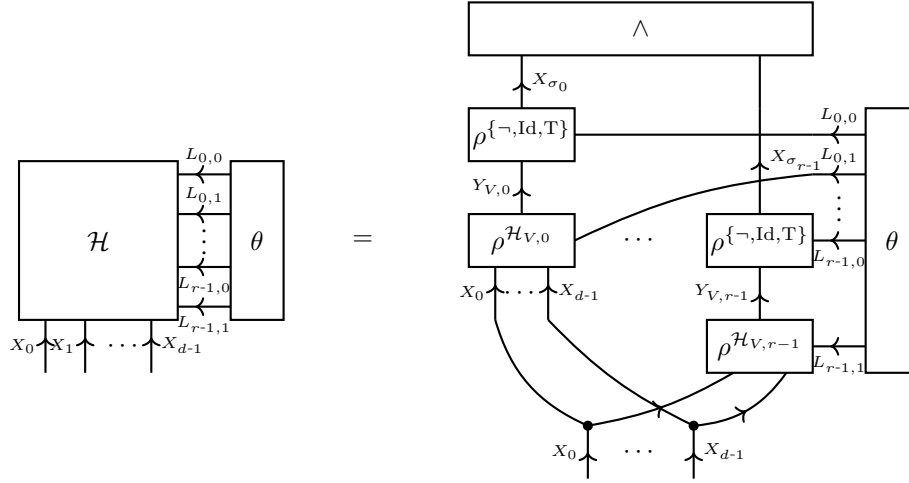 ∧
X_{σ_0}
ρ^{\{¬,Id,T\}} L_{0,0}
L_{0,0} X_{σ_{r-1}} L_{0,1}
Y_{V,0}
L_{0,1} ⋮
H ⋮ θ = ρ^{H_{V,0}} ⋯ ρ^{\{¬,Id,T\}} θ
L_{r-1,0} L_{r-1,0}
X_0 ⋯ X_{d-1} Y_{V,r-1}
L_{r-1,1}
X_0 X_1 ⋯ X_{d-1} ρ^{H_{V,r-1}} L_{r-1,1}
X_0 ⋯ X_{d-1}